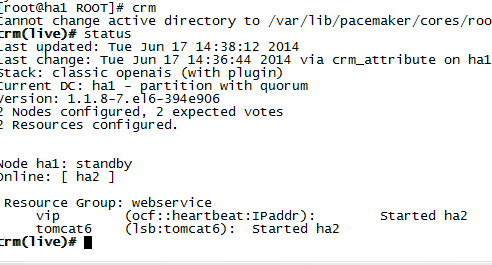 [root@ha1 ROOT]# crm
Cannot change active directory to /var/lib/pacemaker/cores/roo
crm(live)# status
Last updated: Tue Jun 17 14:38:12 2014
Last change: Tue Jun 17 14:36:44 2014 via crm_attribute on ha1
Stack: classic openais (with plugin)
Current DC: ha1 - partition with quorum
Version: 1.1.8-7.el6-394e906
2 Nodes configured, 2 expected votes
2 Resources configured.
Node ha1: standby
Online: [ ha2 ]
Resource Group: webservice
vip (ocf::heartbeat:IPaddr): Started ha2
tomcat6 (lsb:tomcat6): Started ha2
crm(live)#